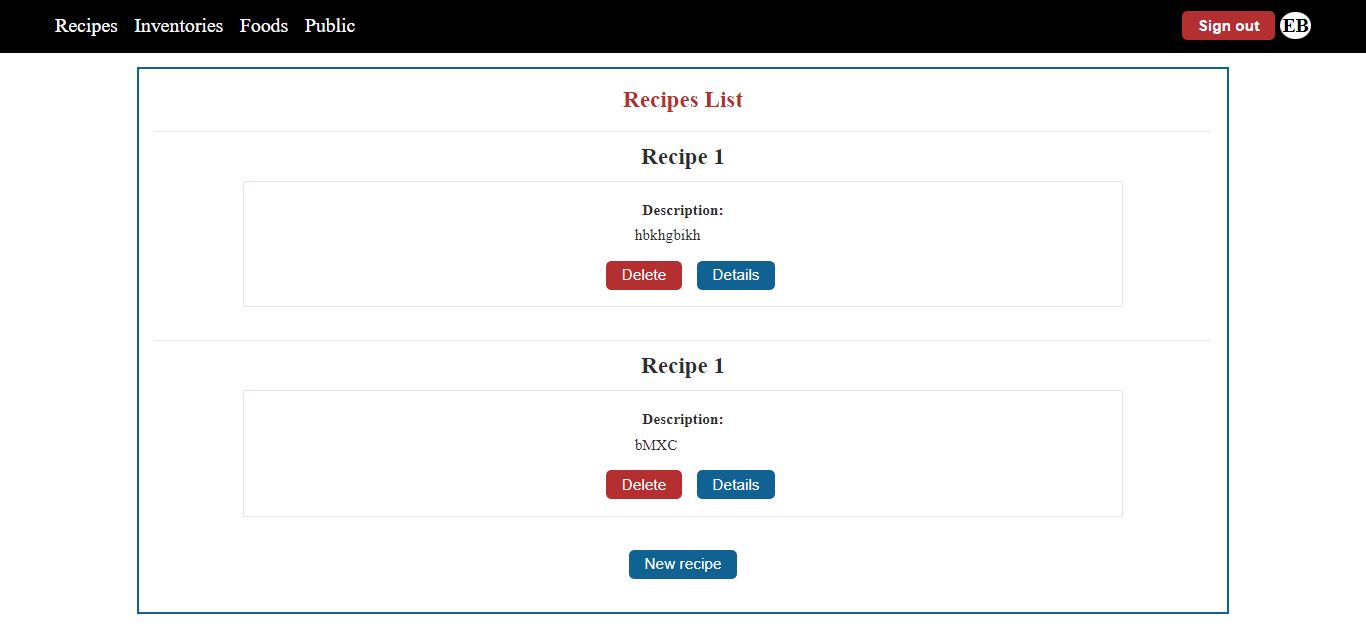 Recipes Inventories Foods Public Sign out EB
Recipes List
Recipe 1
Description:
hbkhgbikh
Delete Details
Recipe 1
Description:
bMXC
Delete Details
New recipe